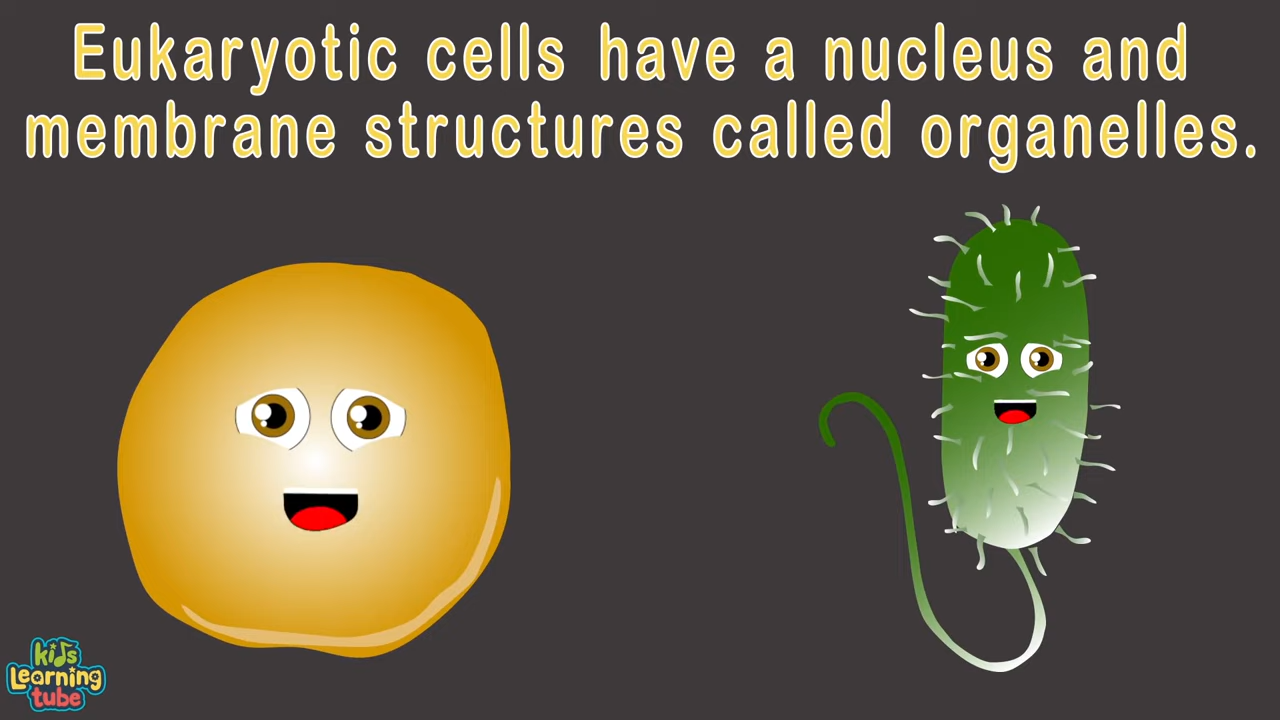 Eukaryotic cells have a nucleus and
membrane structures called organelles.
kids
Learning
tube